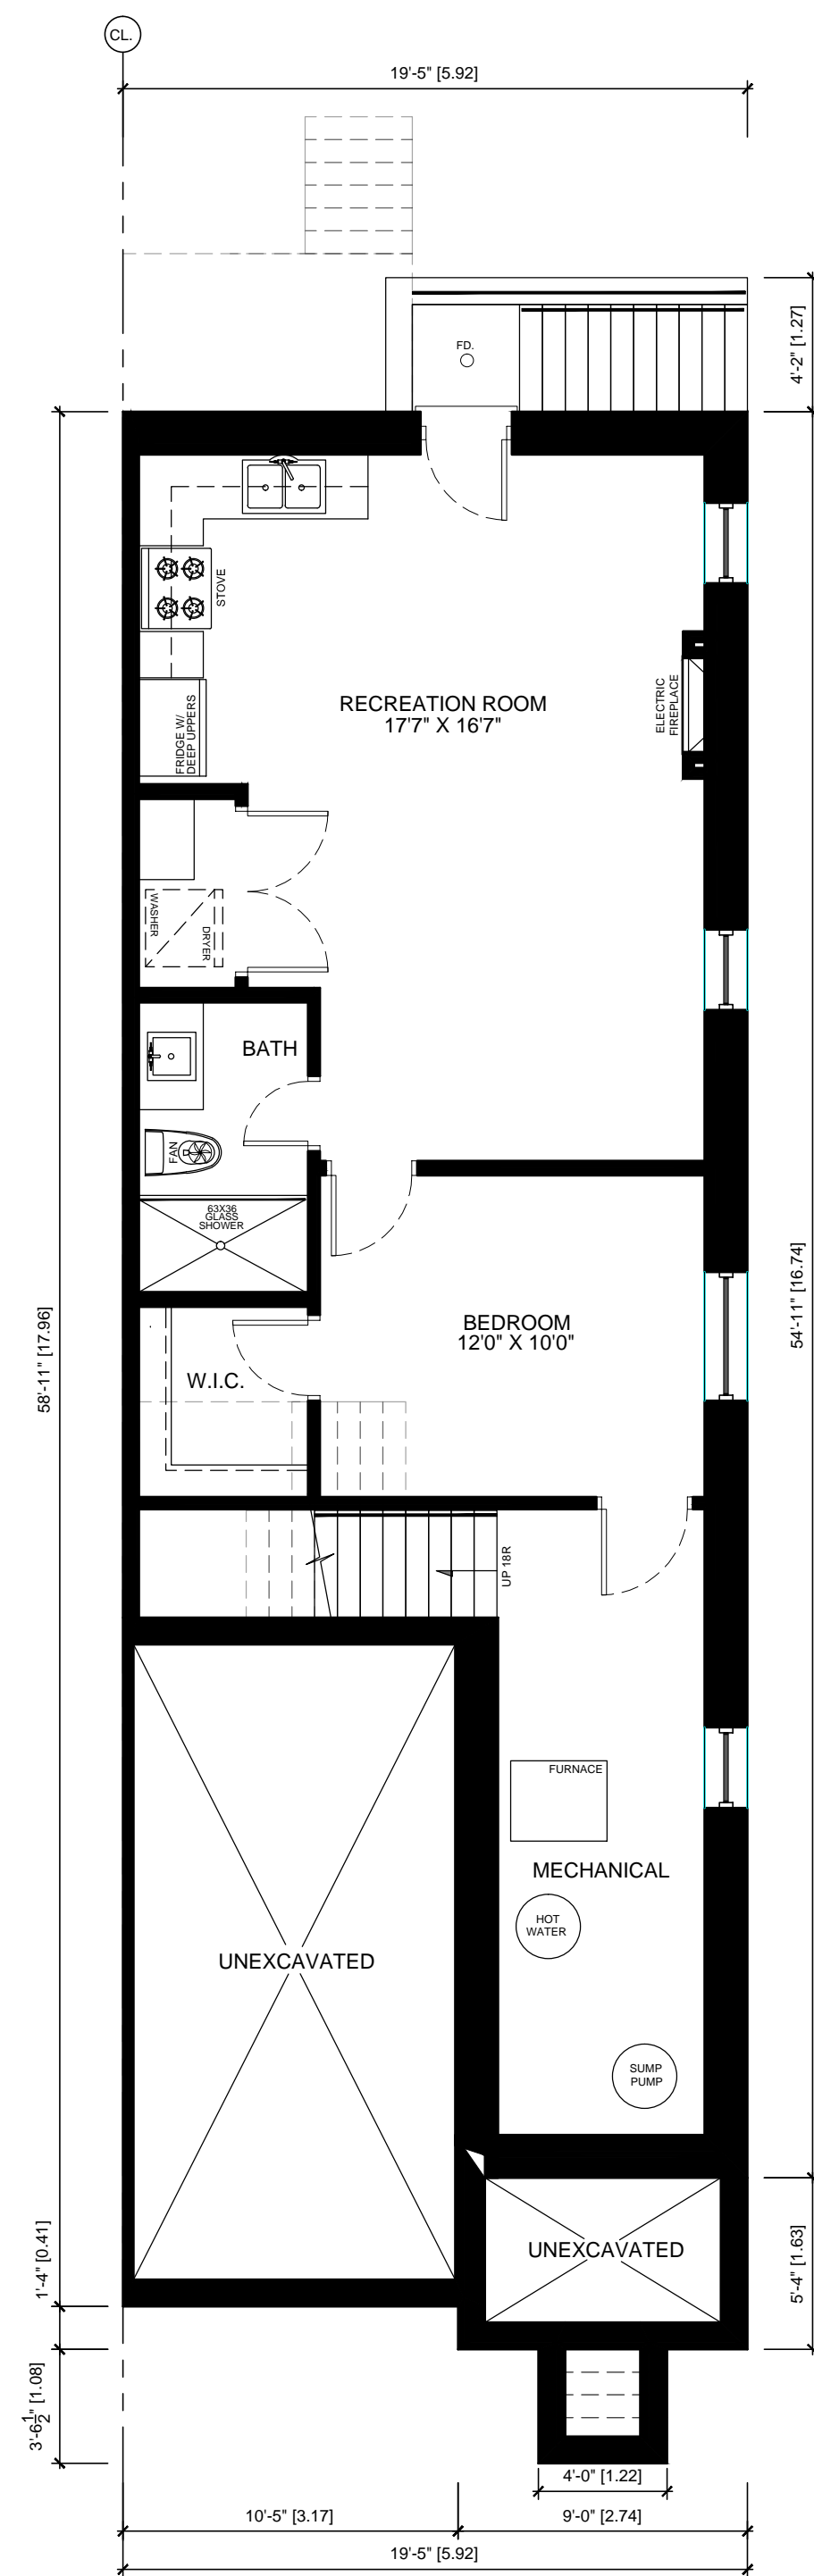 CL.
19'-5" [5.92]
4'-2" [1.27]
FD.
STOVE
RECREATION ROOM
17'7" X 16'7"
ELECTRIC
FIREPLACE
FRIDGE W/
DEEP UPPERS
WASHER
DRYER
BATH
FAN
63X36
GLASS
SHOWER
58'-11" [17.96]
54'-11" [16.74]
BEDROOM
12'0" X 10'0"
W.I.C.
UP 18R
FURNACE
MECHANICAL
HOT
WATER
UNEXCAVATED
SUMP
PUMP
1'-4" [0.41]
UNEXCAVATED
5'-4" [1.63]
3'-6 1/2" [1.08]
4'-0" [1.22]
10'-5" [3.17]
9'-0" [2.74]
19'-5" [5.92]